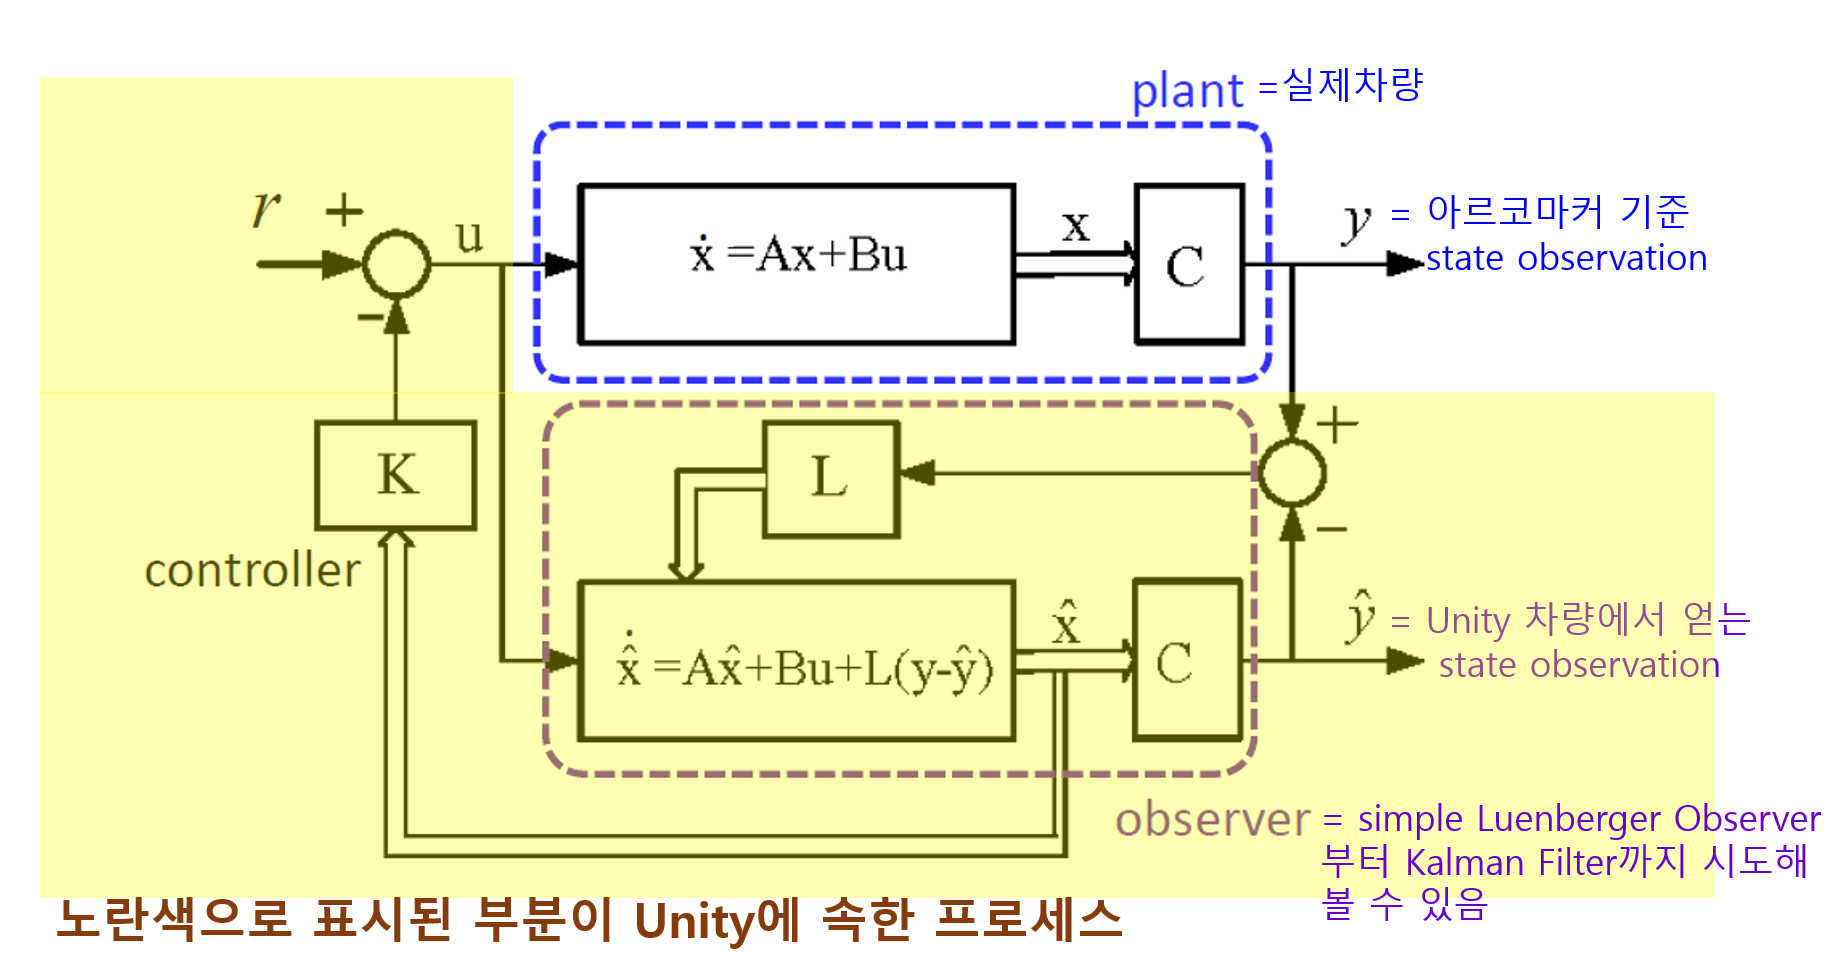 plant =실제차량
r + u
ẋ =Ax+Bu
x
C
y = 아르코마커 기준
state observation
−
+
K
L
controller
−
x̂̇ =Ax̂+Bu+L(y-ŷ)
x̂
C
ŷ = Unity 차량에서 얻는
state observation
observer = simple Luenberger Observer
부터 Kalman Filter까지 시도해
볼 수 있음
노란색으로 표시된 부분이 Unity에 속한 프로세스